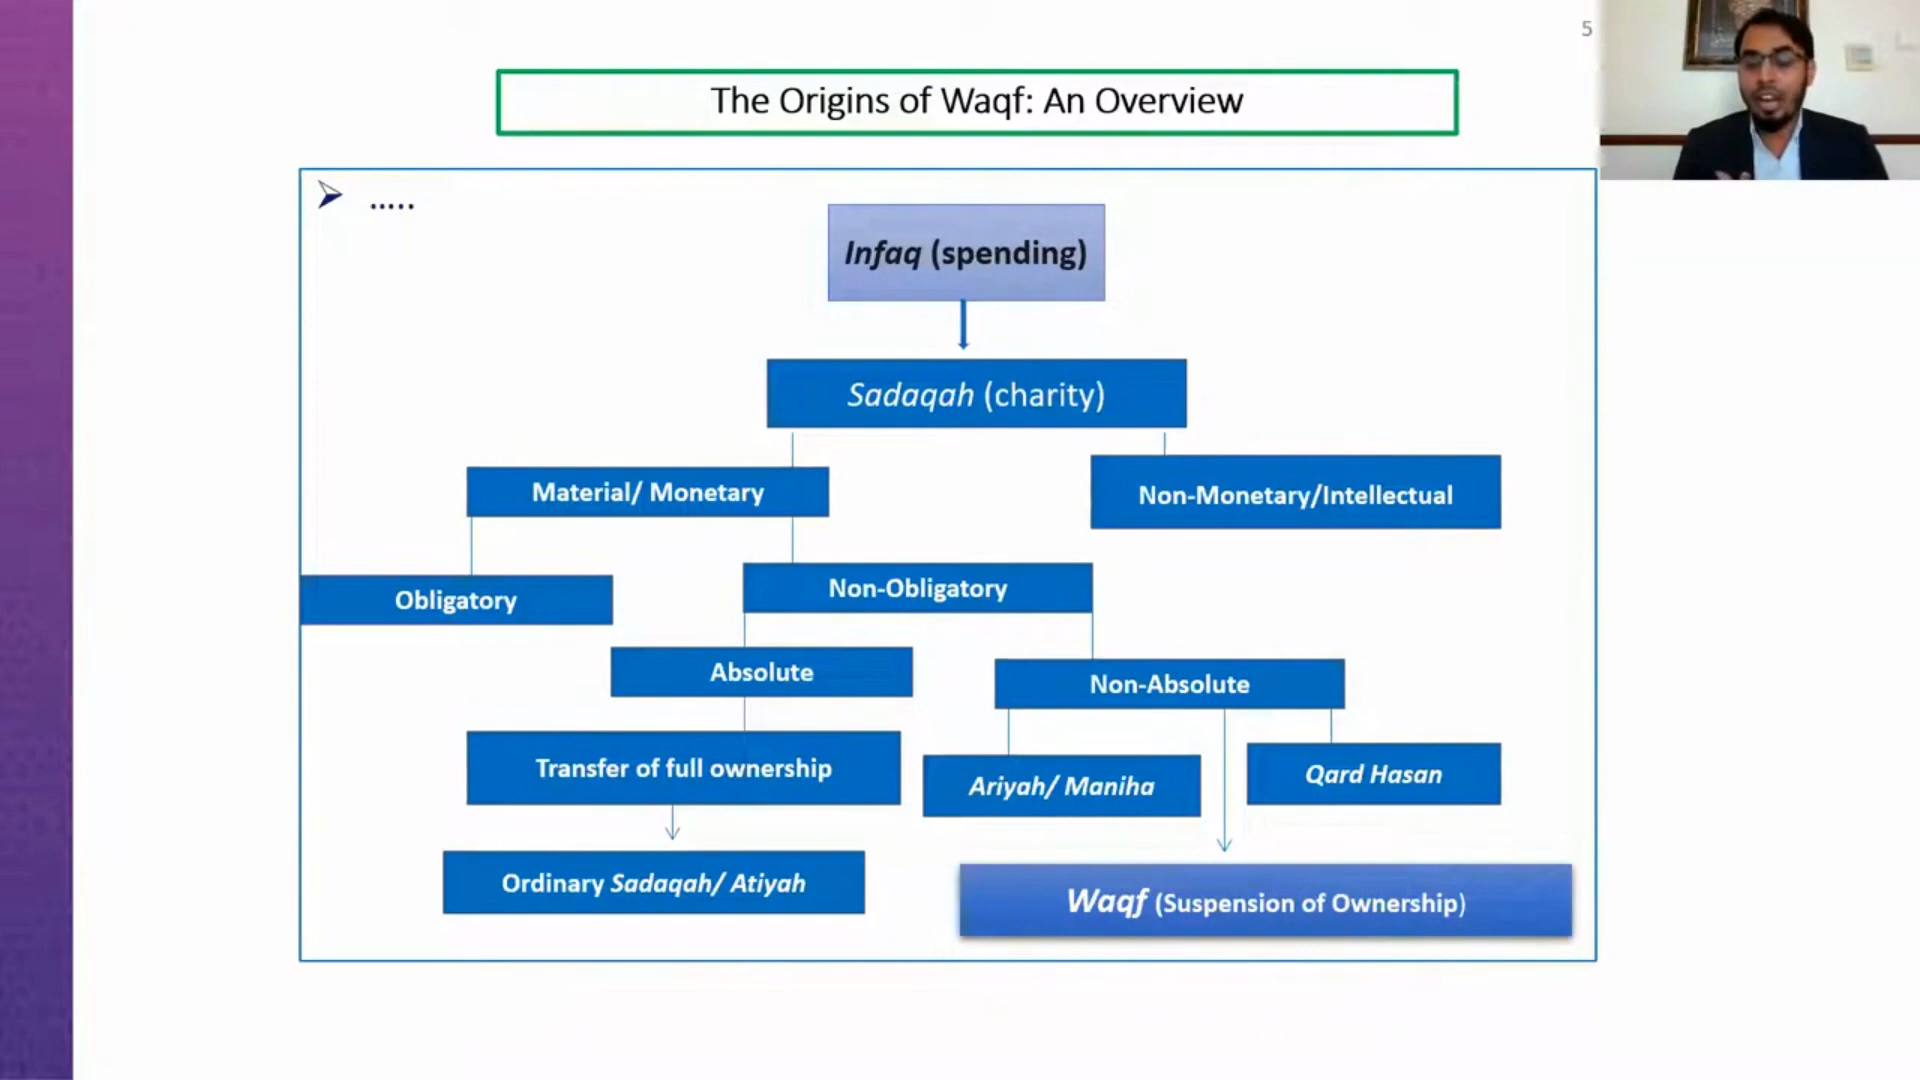 5
The Origins of Waqf: An Overview
.....
Infaq (spending)
Sadaqah (charity)
Material/ Monetary
Non-Monetary/Intellectual
Obligatory
Non-Obligatory
Absolute
Non-Absolute
Transfer of full ownership
Ariyah/ Maniha
Qard Hasan
Ordinary Sadaqah/ Atiyah
Waqf (Suspension of Ownership)